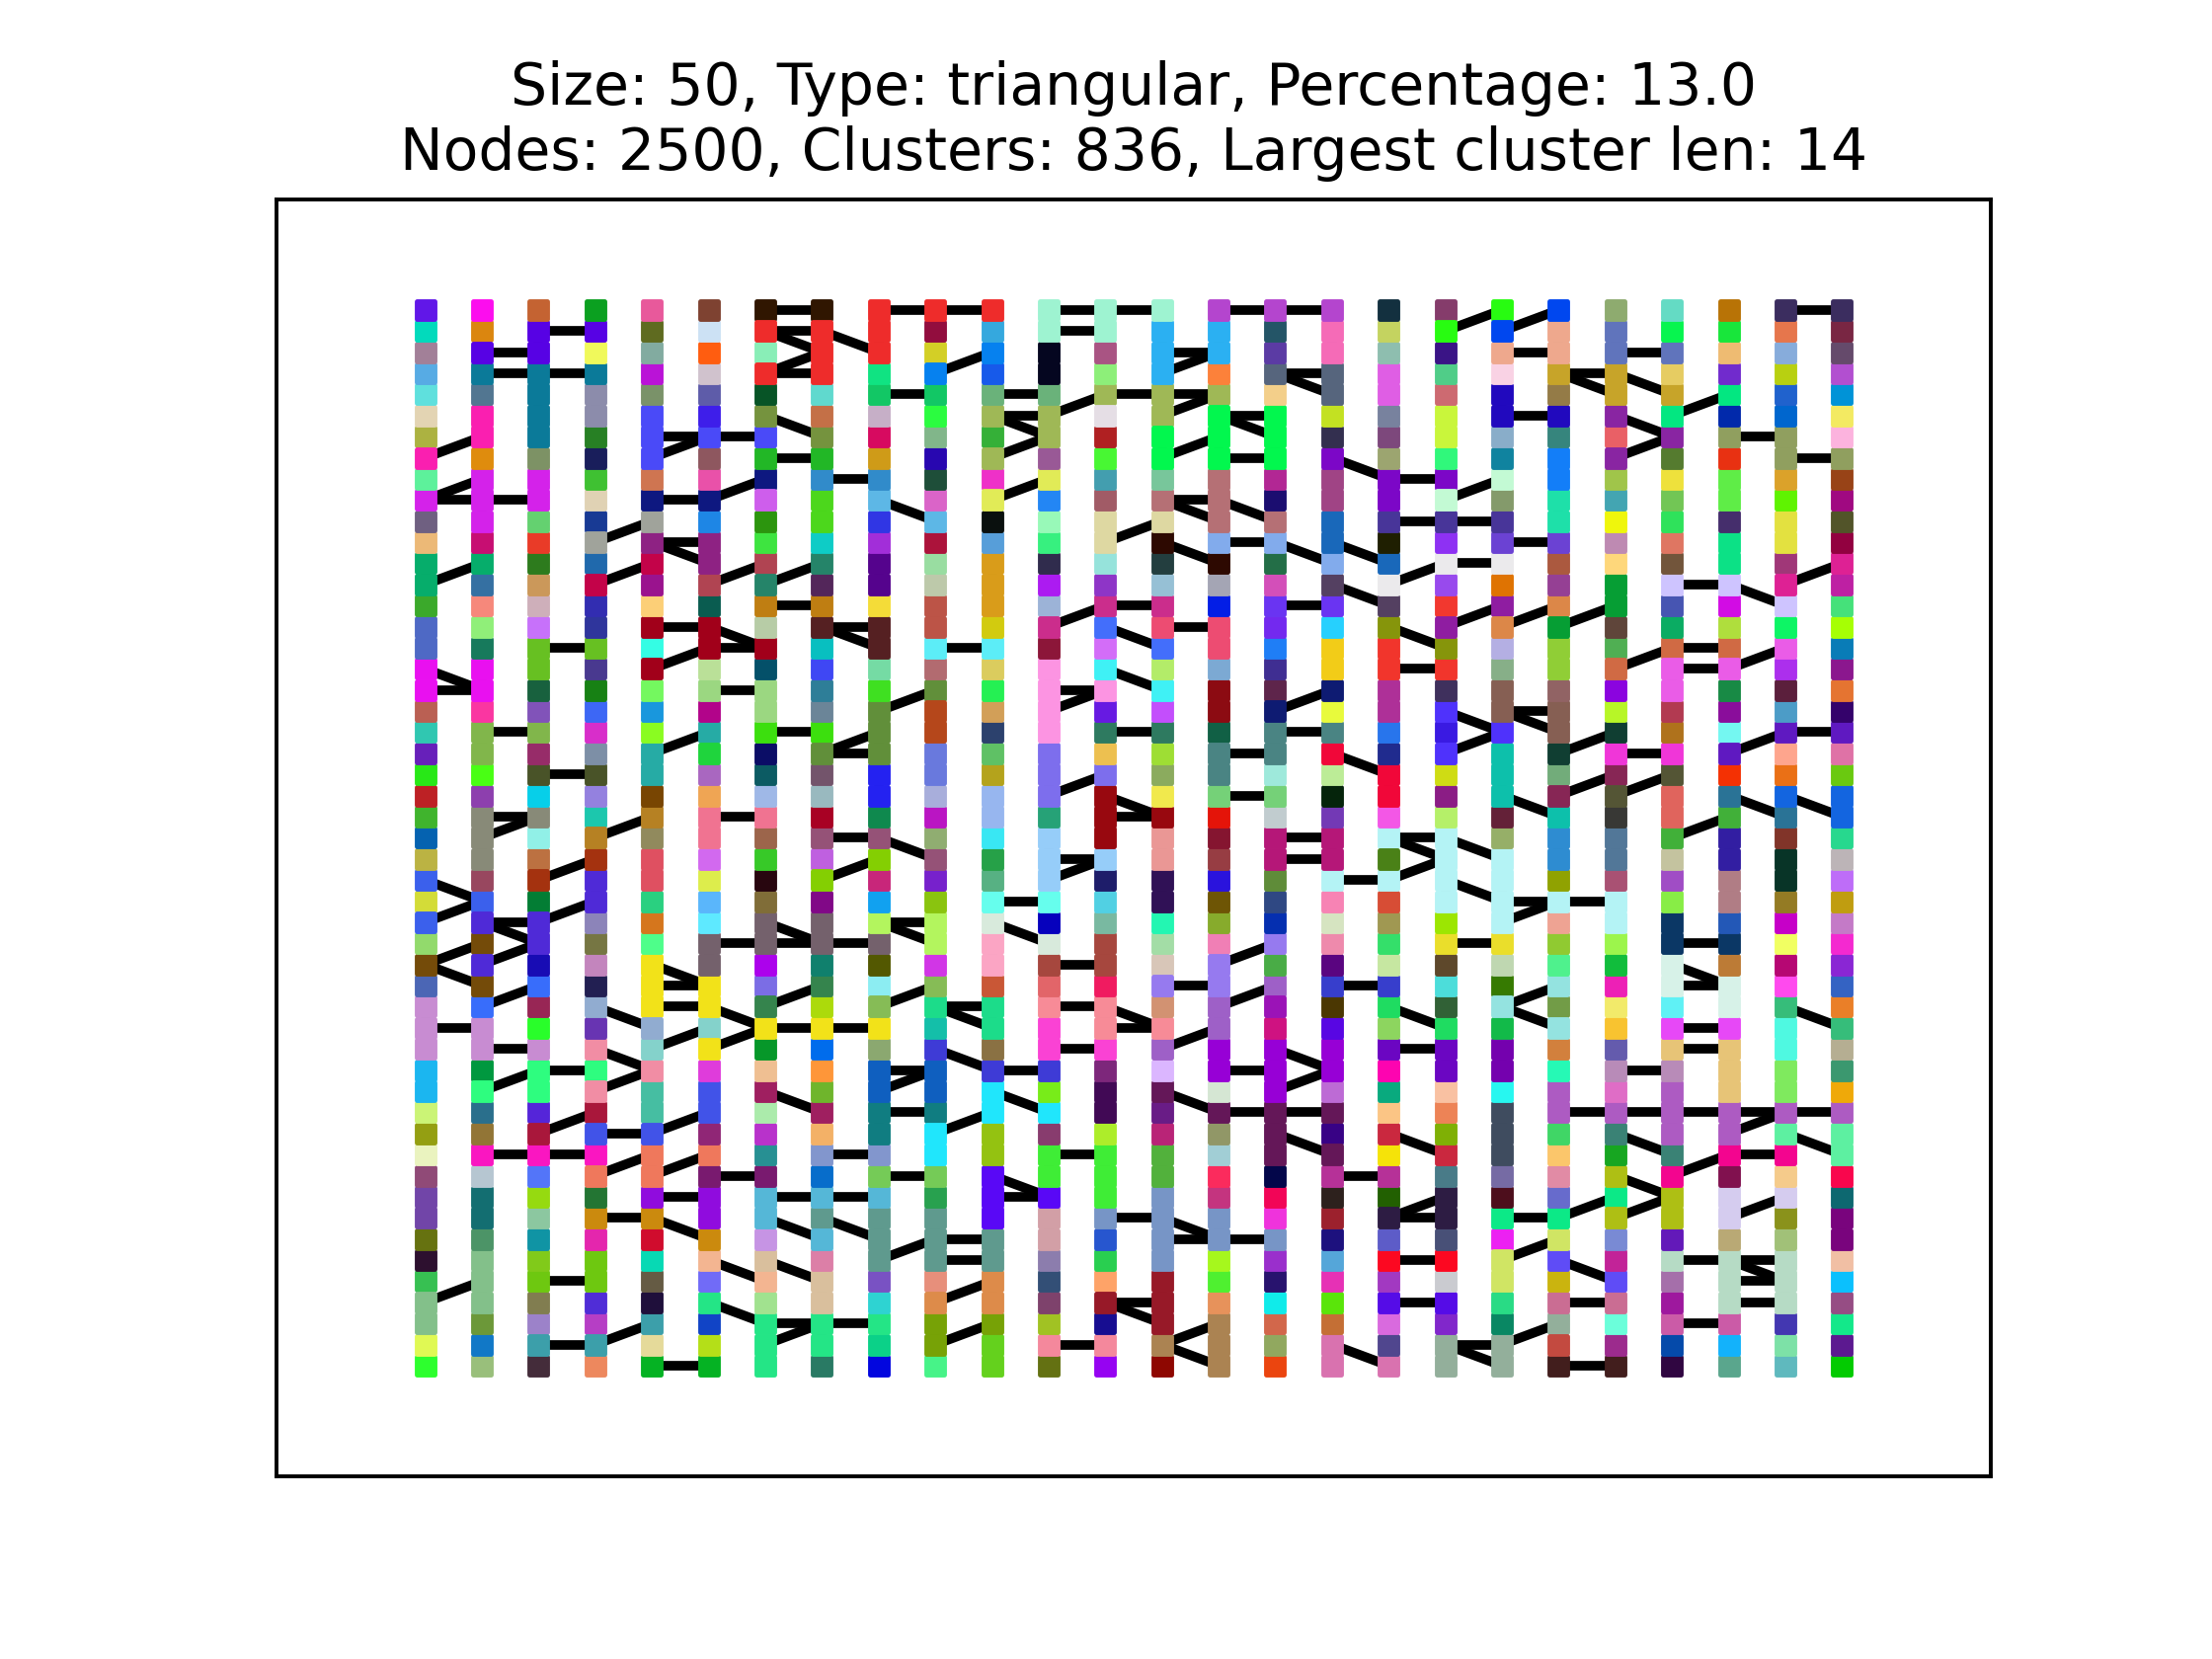 Size: 50, Type: triangular, Percentage: 13.0
Nodes: 2500, Clusters: 836, Largest cluster len: 14